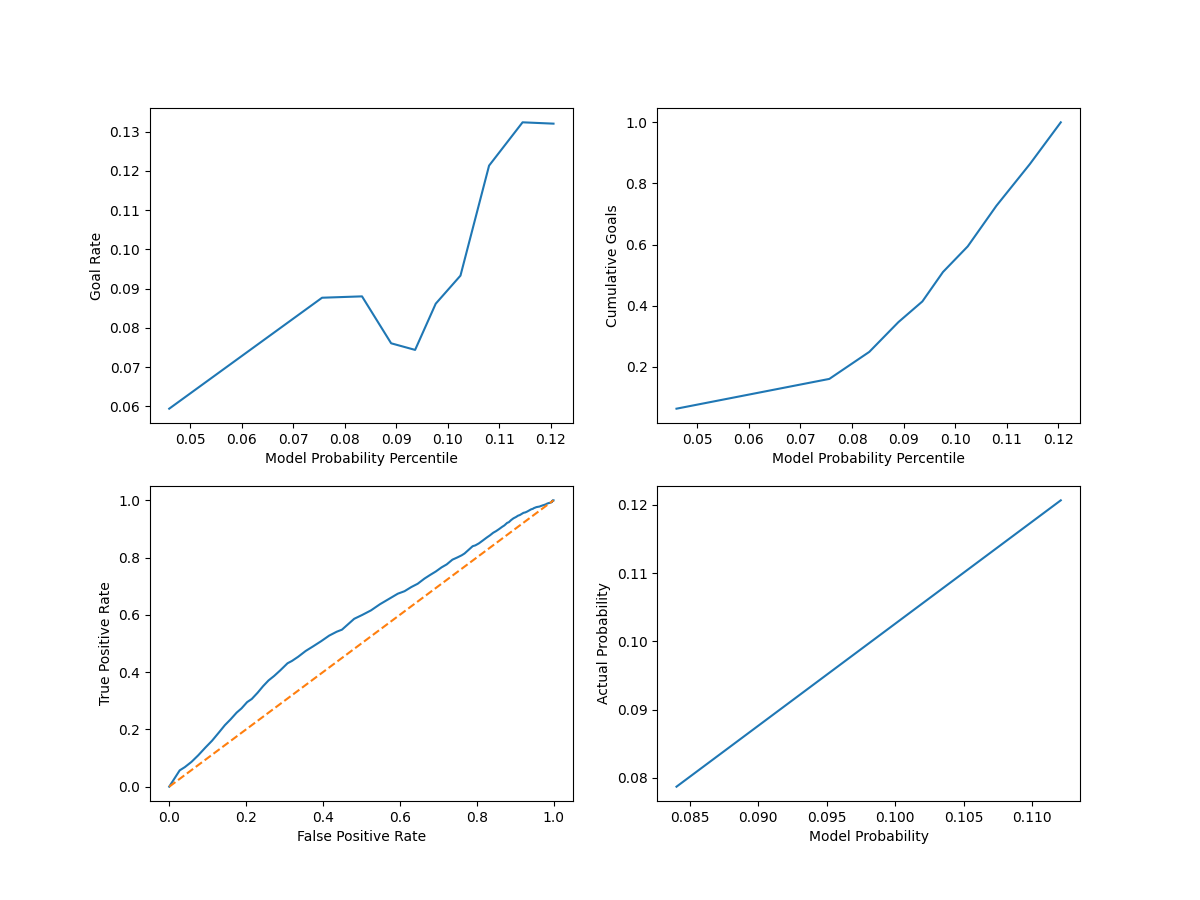 0.13
0.12
0.11
0.10
0.09
0.08
0.07
0.06
Goal Rate
0.05 0.06 0.07 0.08 0.09 0.10 0.11 0.12
Model Probability Percentile
1.0
0.8
0.6
0.4
0.2
Cumulative Goals
0.05 0.06 0.07 0.08 0.09 0.10 0.11 0.12
Model Probability Percentile
1.0
0.8
0.6
0.4
0.2
0.0
True Positive Rate
0.0 0.2 0.4 0.6 0.8 1.0
False Positive Rate
0.12
0.11
0.10
0.09
0.08
Actual Probability
0.085 0.090 0.095 0.100 0.105 0.110
Model Probability